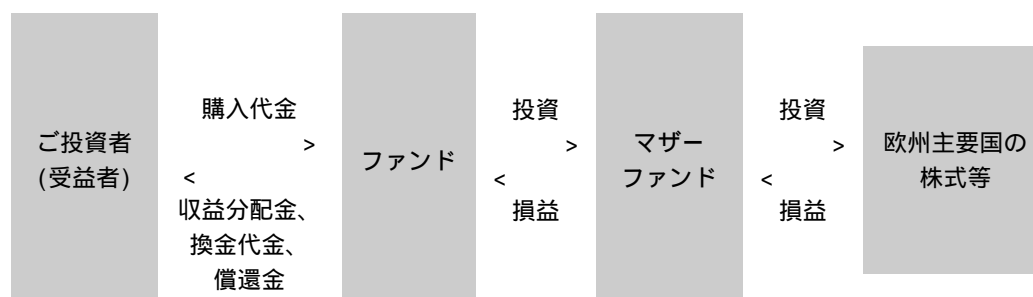 ご投資者
(受益者)
購入代金
>
<
収益分配金、
換金代金、
償還金
ファンド
投資
>
<
損益
マザー
ファンド
投資
>
<
損益
欧州主要国の
株式等